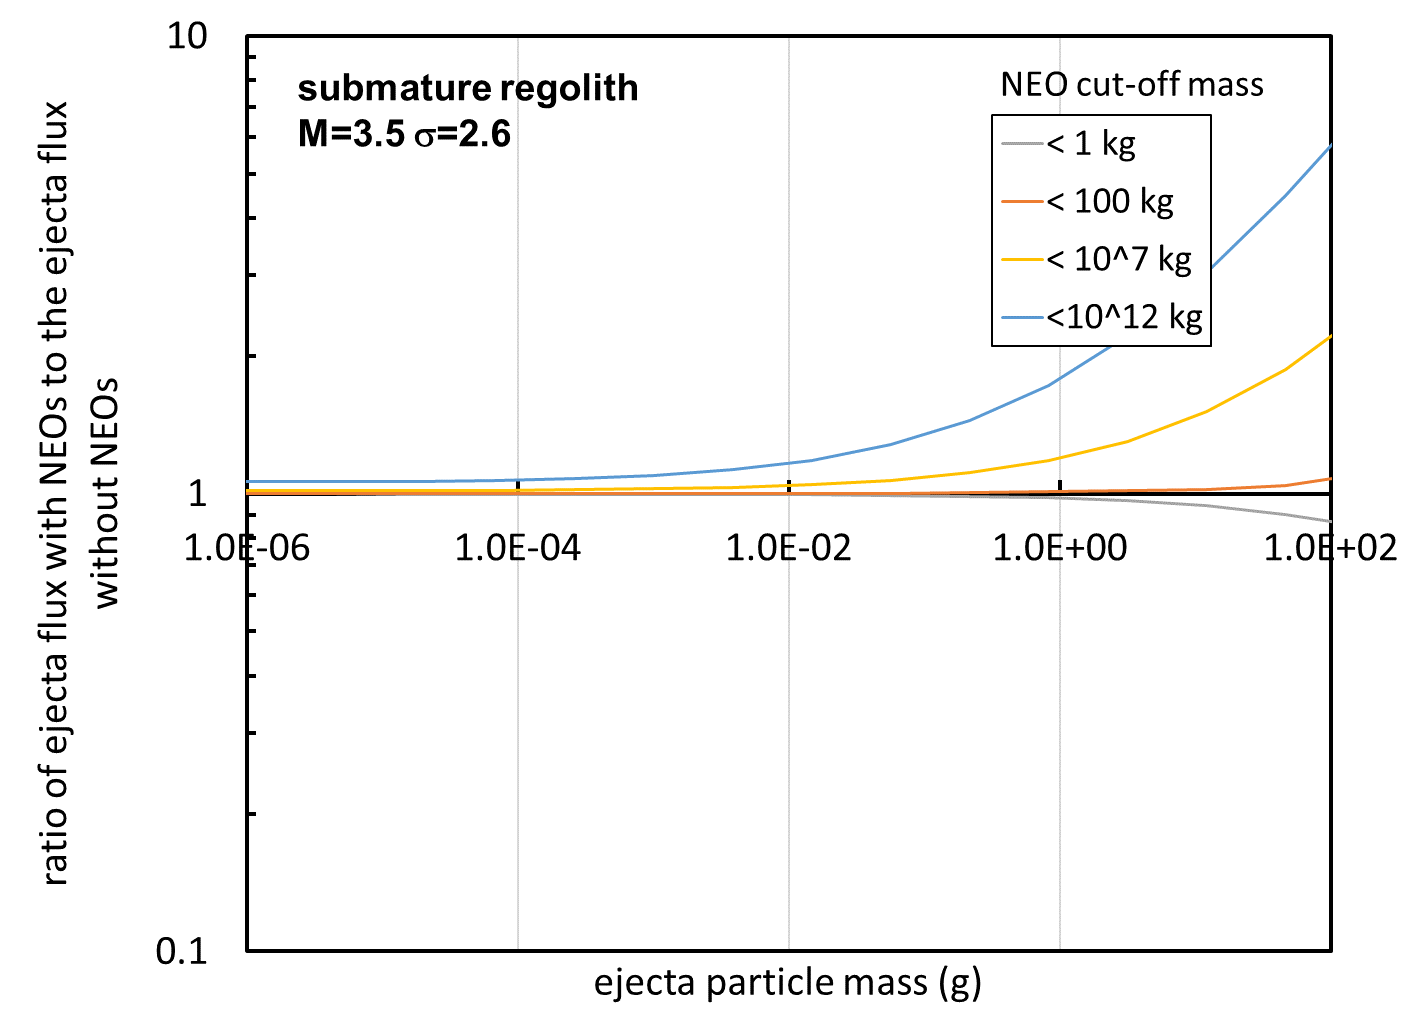 10
1
0.1
ratio of ejecta flux with NEOs to the ejecta flux
without NEOs
submature regolith
M=3.5 σ=2.6
NEO cut-off mass
< 1 kg
< 100 kg
< 10^7 kg
<10^12 kg
1.0E-06 1.0E-04 1.0E-02 1.0E+00 1.0E+02
ejecta particle mass (g)